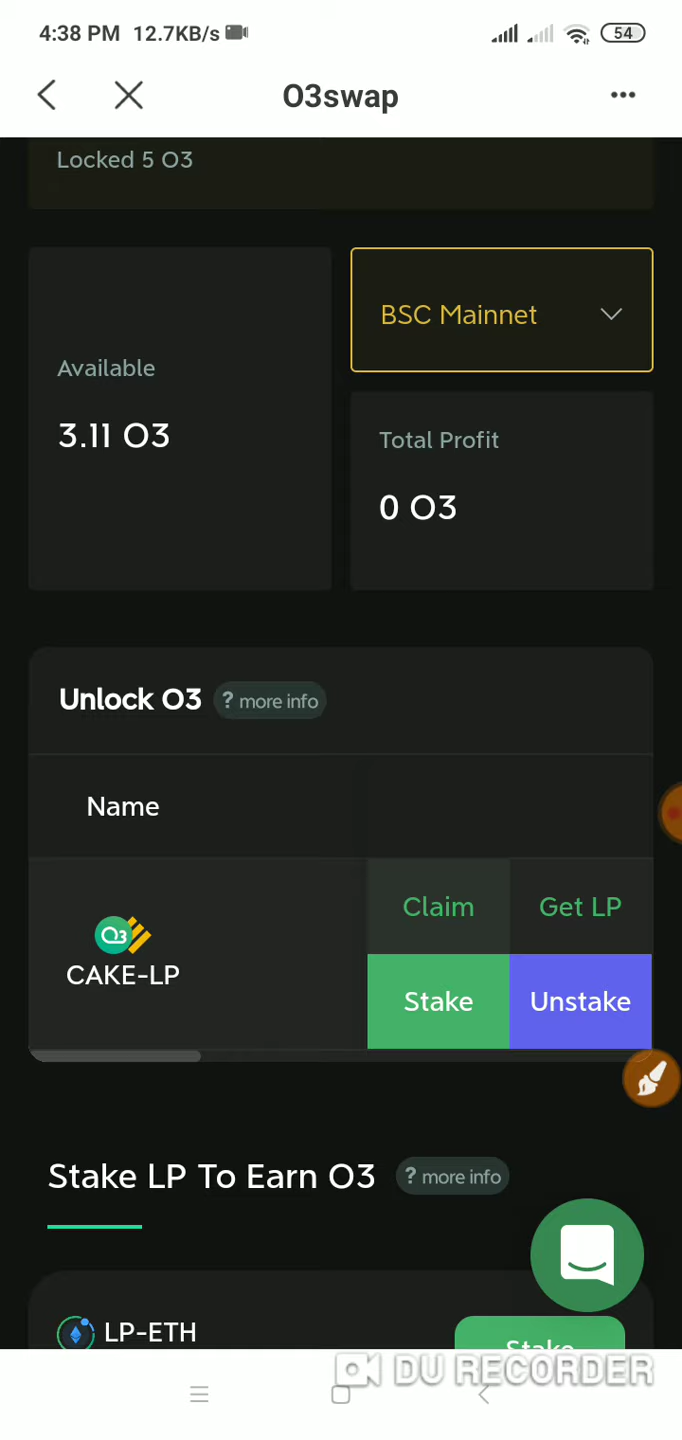 4:38 PM 12.7KB/s 54
O3swap
Locked 5 O3
BSC Mainnet
Available
3.11 O3
Total Profit
0 O3
Unlock O3 ? more info
Name
O3
CAKE-LP
Claim Get LP
Stake Unstake
Stake LP To Earn O3 ? more info
LP-ETH
Stake
DU RECORDER